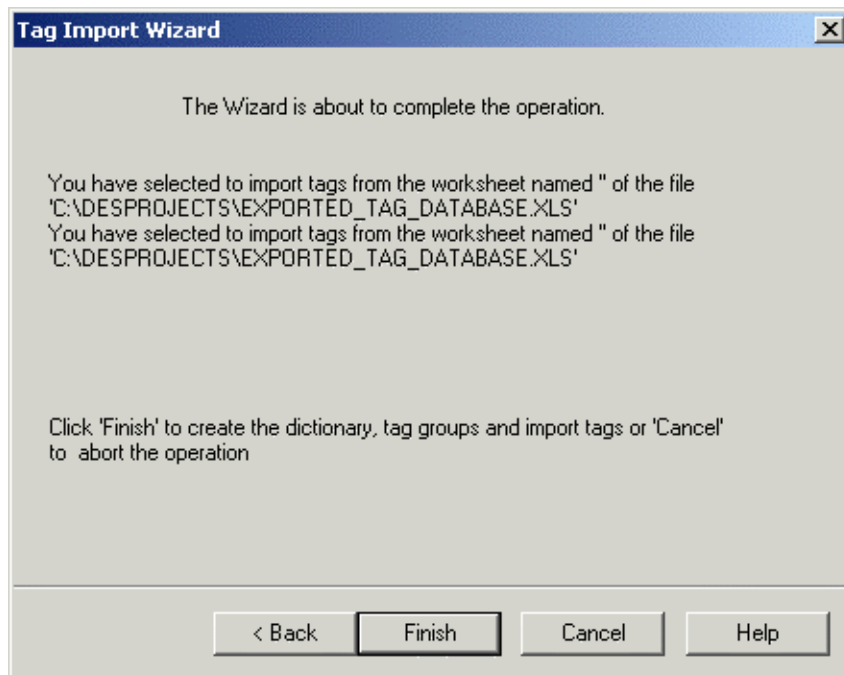 Tag Import Wizard
The Wizard is about to complete the operation.
You have selected to import tags from the worksheet named '' of the file
'C:\DESPROJECTS\EXPORTED_TAG_DATABASE.XLS'
You have selected to import tags from the worksheet named '' of the file
'C:\DESPROJECTS\EXPORTED_TAG_DATABASE.XLS'
Click 'Finish' to create the dictionary, tag groups and import tags or 'Cancel'
to abort the operation
< Back Finish Cancel Help